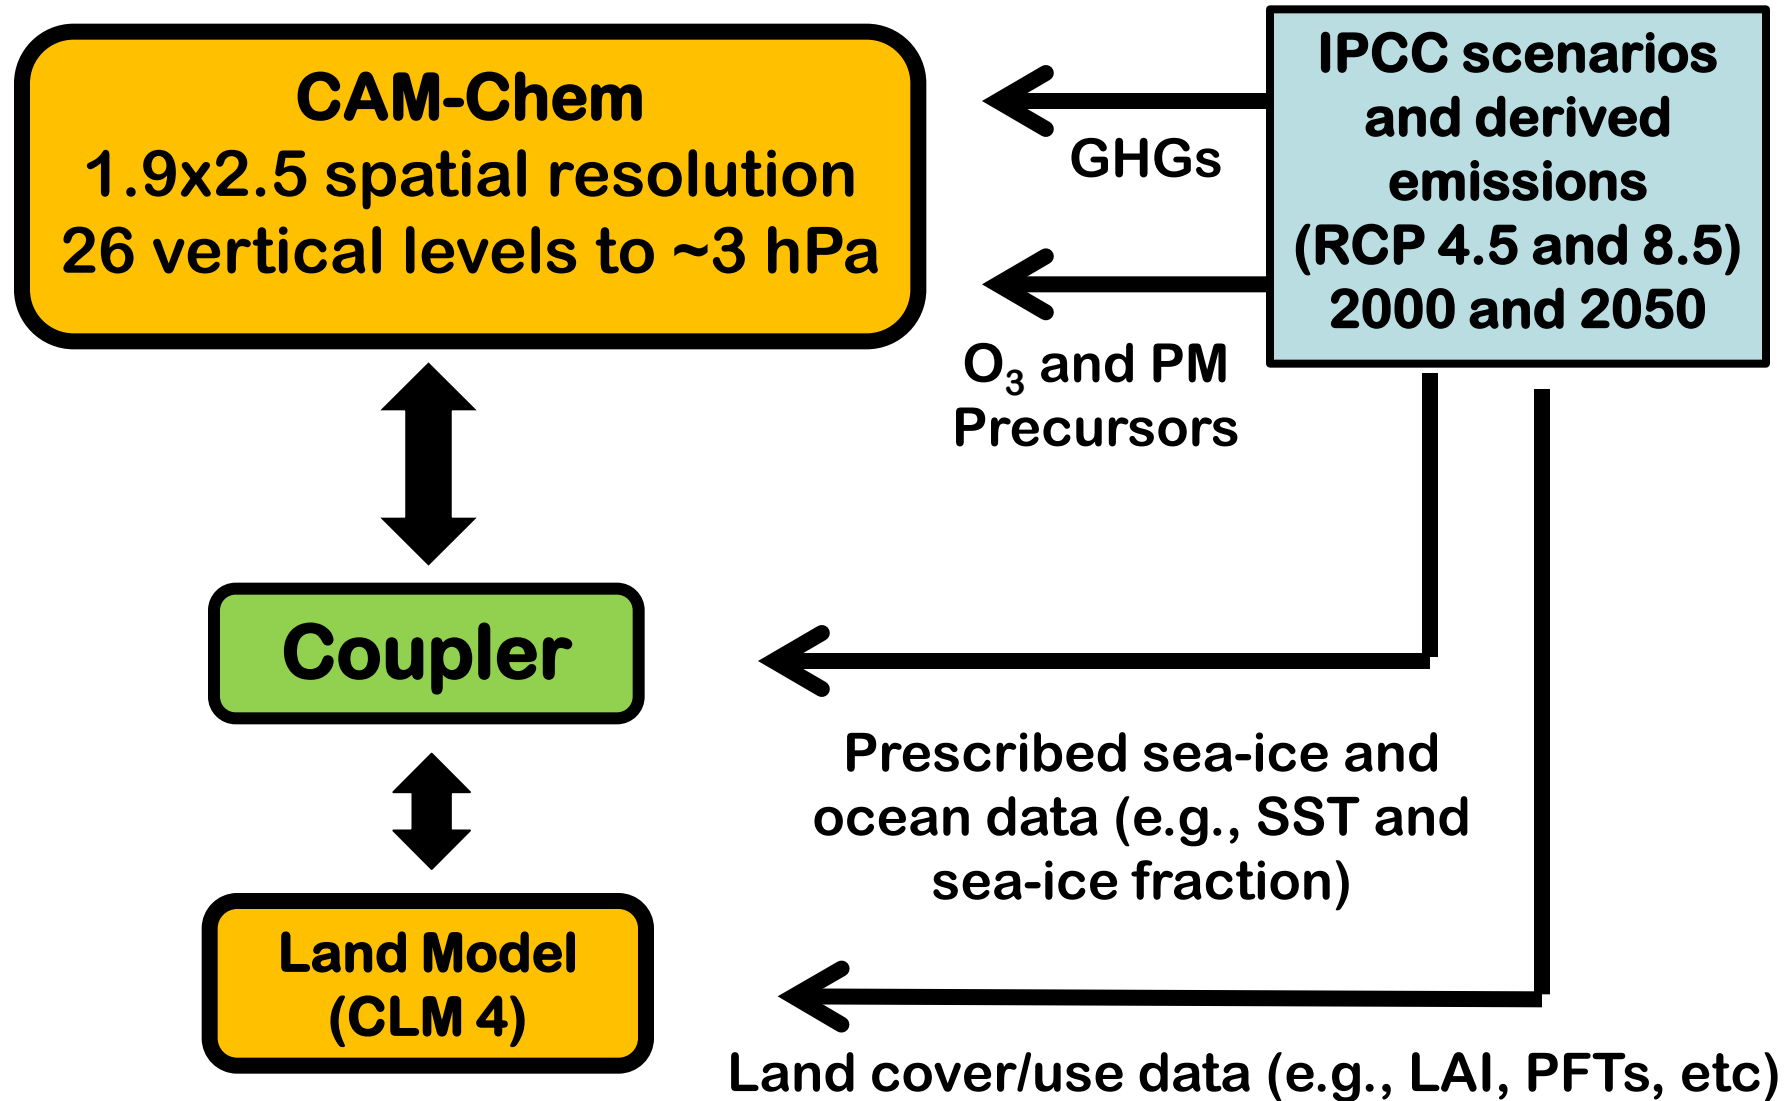 CAM-Chem
1.9x2.5 spatial resolution
26 vertical levels to ~3 hPa
IPCC scenarios
and derived
emissions
(RCP 4.5 and 8.5)
2000 and 2050
GHGs
O₃ and PM
Precursors
Coupler
Prescribed sea-ice and
ocean data (e.g., SST and
sea-ice fraction)
Land Model
(CLM 4)
Land cover/use data (e.g., LAI, PFTs, etc)